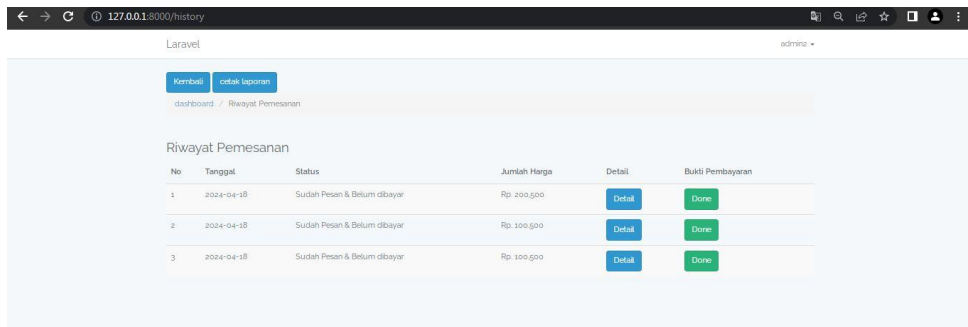 127.0.0.1:8000/history
Laravel adminz
Kembali cetak laporan
dashboard / Riwayat Pemesanan
Riwayat Pemesanan
No Tanggal Status Jumlah Harga Detail Bukti Pembayaran
1 2024-04-18 Sudah Pesan & Belum dibayar Rp. 200,500 Detail Done
2 2024-04-18 Sudah Pesan & Belum dibayar Rp. 100,500 Detail Done
3 2024-04-18 Sudah Pesan & Belum dibayar Rp. 100,500 Detail Done